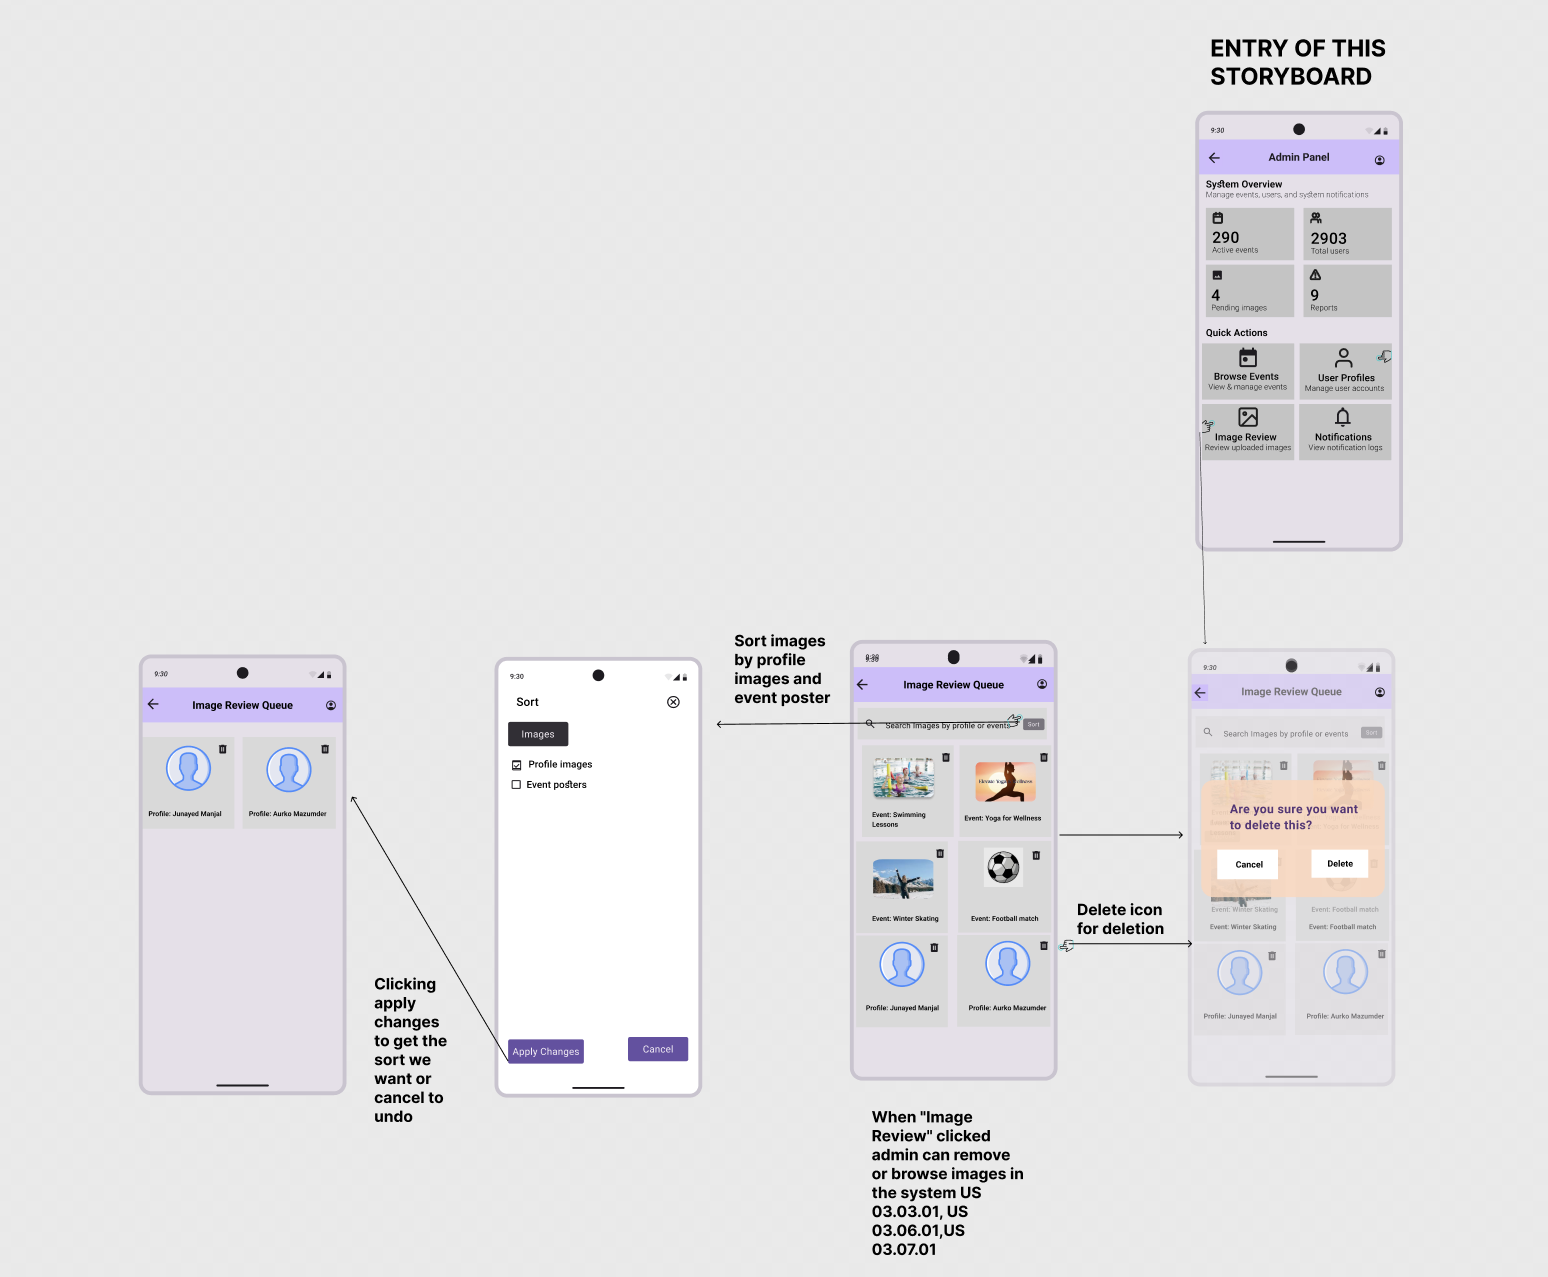 ENTRY OF THIS
STORYBOARD
9:30
Admin Panel
System Overview
Manage events, users, and system notifications
290
Active events
2903
Total users
4
Pending images
9
Reports
Quick Actions
Browse Events
View & manage events
User Profiles
Manage user accounts
Image Review
Review uploaded images
Notifications
View notification logs
9:30
Image Review Queue
Profile: Junayed Manjal
Profile: Aurko Mazumder
Clicking
apply
changes
to get the
sort we
want or
cancel to
undo
9:30
Sort
Images
Profile images
Event posters
Apply Changes
Cancel
Sort images
by profile
images and
event poster
9:30
Image Review Queue
Search Images by profile or events
Sort
Event: Swimming
Lessons
Event: Yoga for Wellness
Event: Winter Skating
Event: Football match
Profile: Junayed Manjal
Profile: Aurko Mazumder
When "Image
Review" clicked
admin can remove
or browse images in
the system US
03.03.01, US
03.06.01,US
03.07.01
Delete icon
for deletion
9:30
Image Review Queue
Search Images by profile or events
Sort
Are you sure you want
to delete this?
Cancel
Delete
Event: Winter Skating
Event: Football match
Event: Winter Skating
Event: Football match
Profile: Junayed Manjal
Profile: Aurko Mazumder